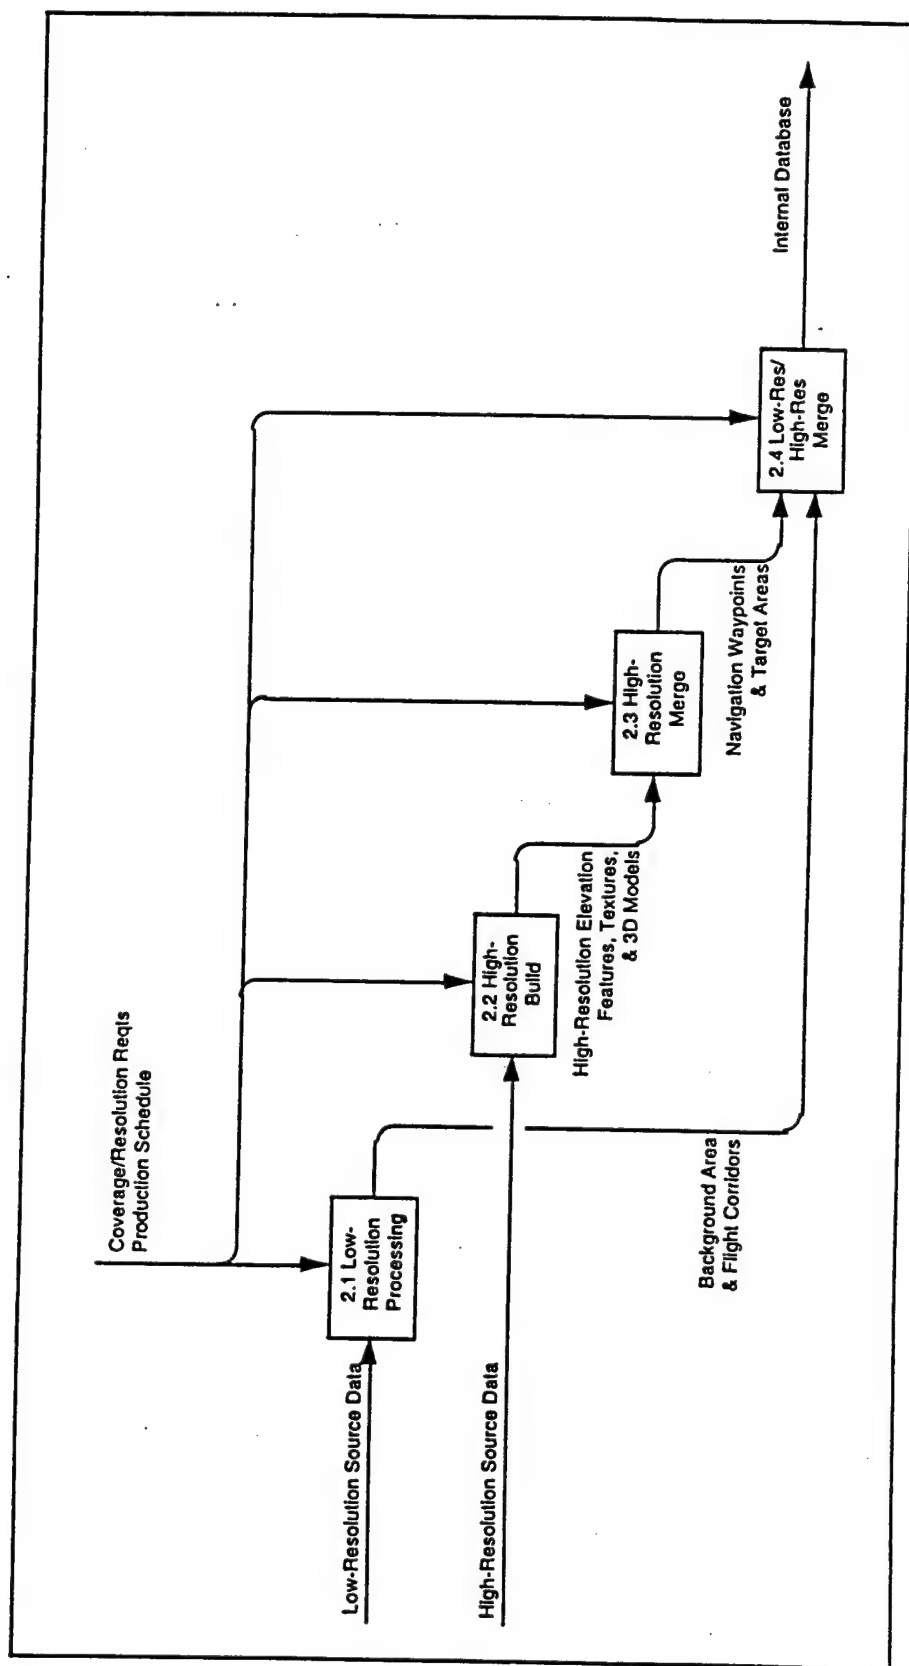 Coverage/Resolution Reqts
Production Schedule
Low-Resolution Source Data
2.1 Low-
Resolution
Processing
High-Resolution Source Data
2.2 High-
Resolution
Build
High-Resolution Elevation
Features, Textures,
& 3D Models
2.3 High-
Resolution
Merge
Background Area
& Flight Corridors
Navigation Waypoints
& Target Areas
2.4 Low-Res/
High-Res
Merge
Internal Database